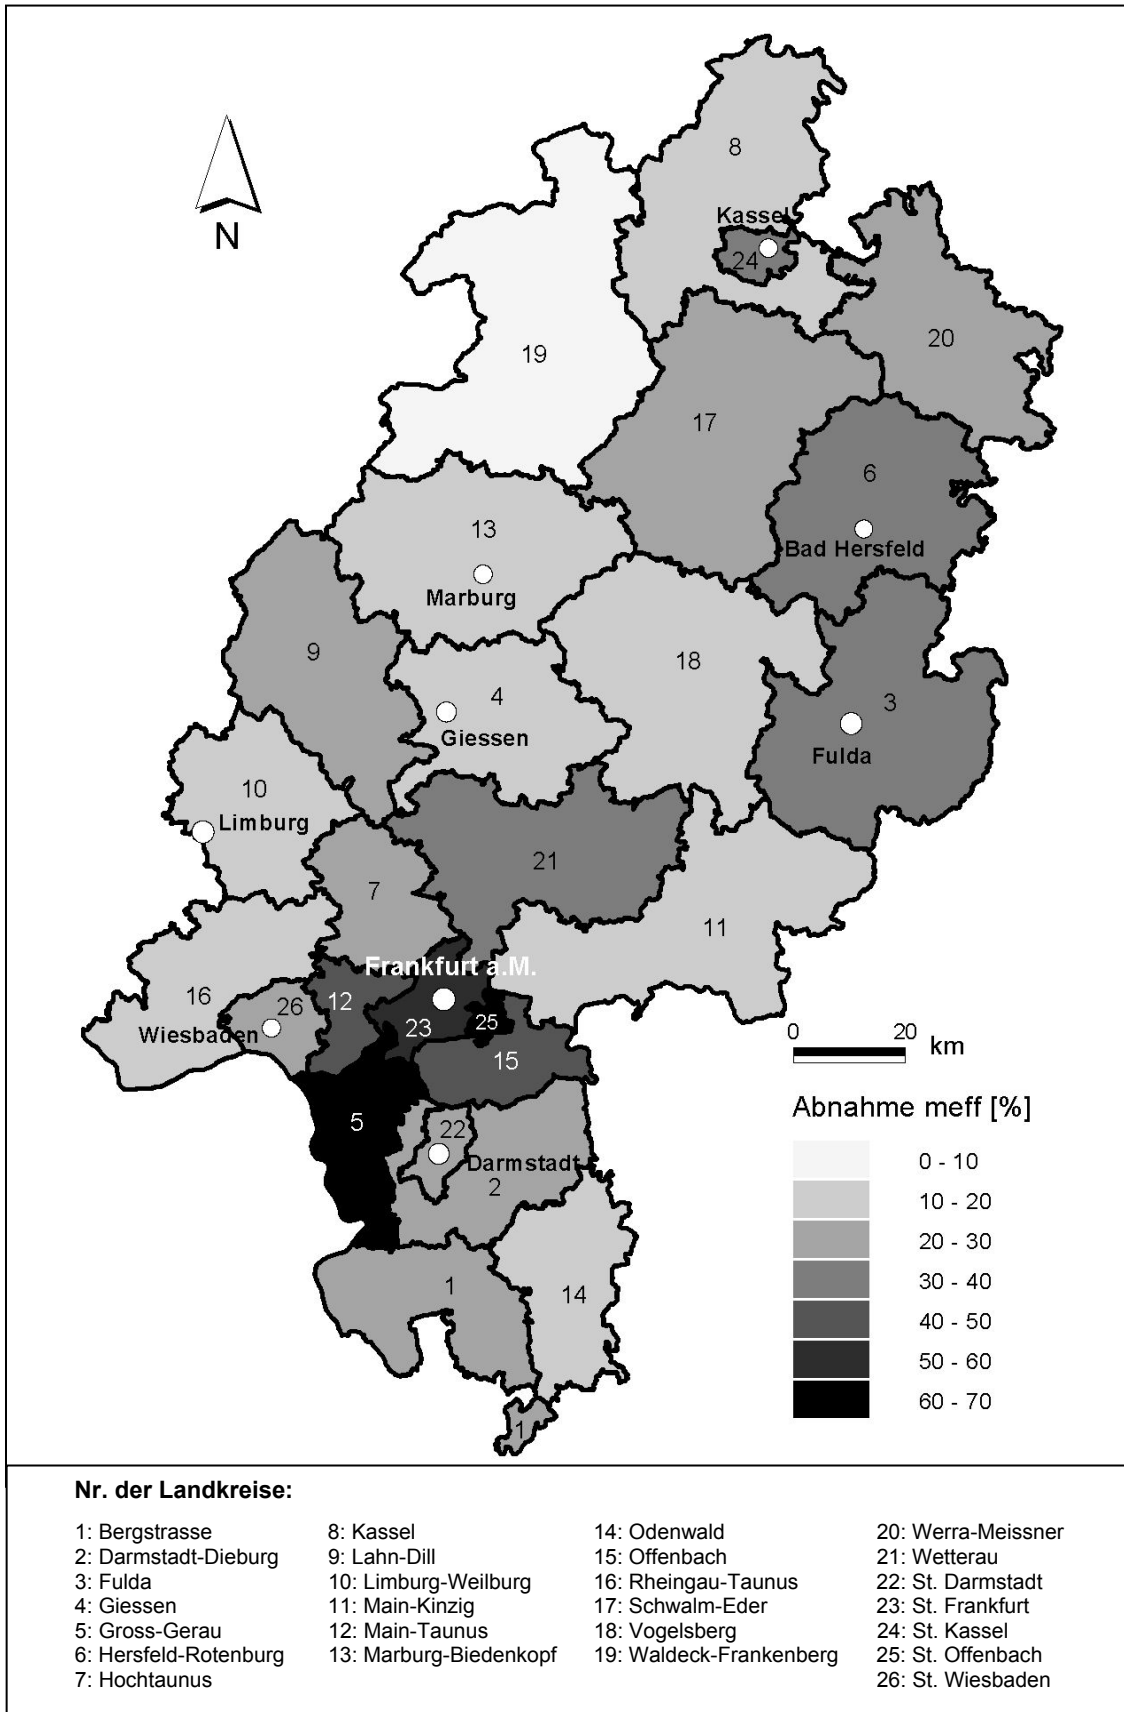 8
Kassel
24
N
20
19
17
6
13
Bad Hersfeld
Marburg
9
18
4
3
Giessen
Fulda
10
Limburg
21
7
11
Frankfurt a.M.
16
26
12
Wiesbaden
23
25
15
0 20 km
5
22
Abnahme meff [%]
Darmstadt
2
0 - 10
10 - 20
20 - 30
30 - 40
40 - 50
50 - 60
60 - 70
1
14
1
Nr. der Landkreise:
1: Bergstrasse
2: Darmstadt-Dieburg
3: Fulda
4: Giessen
5: Gross-Gerau
6: Hersfeld-Rotenburg
7: Hochtaunus
8: Kassel
9: Lahn-Dill
10: Limburg-Weilburg
11: Main-Kinzig
12: Main-Taunus
13: Marburg-Biedenkopf
14: Odenwald
15: Offenbach
16: Rheingau-Taunus
17: Schwalm-Eder
18: Vogelsberg
19: Waldeck-Frankenberg
20: Werra-Meissner
21: Wetterau
22: St. Darmstadt
23: St. Frankfurt
24: St. Kassel
25: St. Offenbach
26: St. Wiesbaden